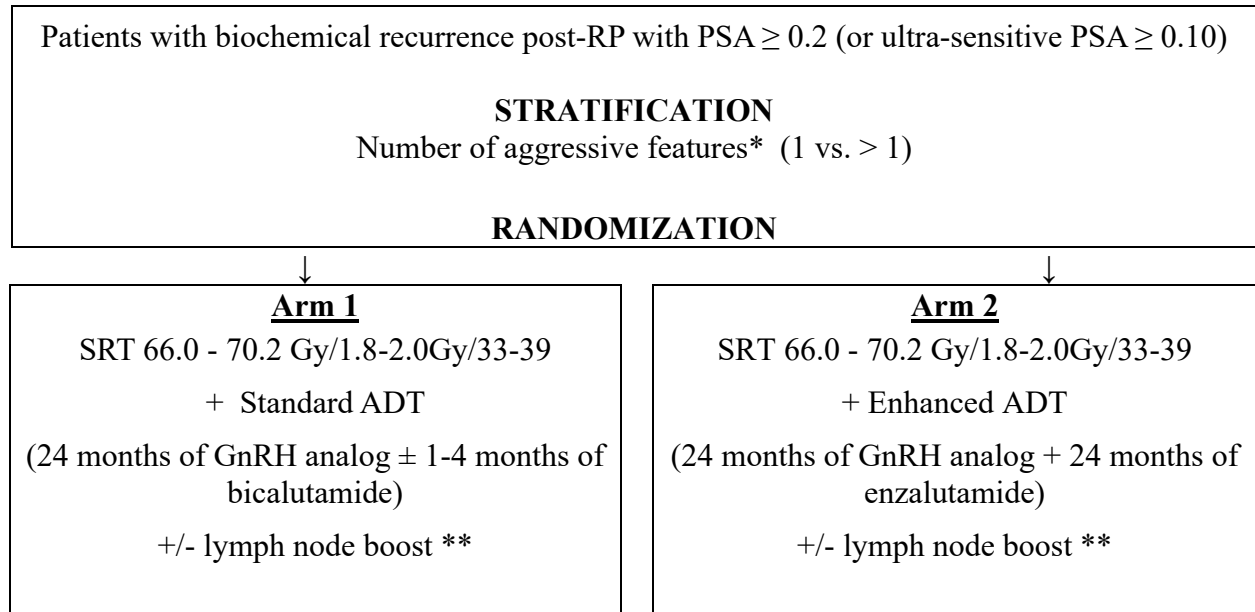 Patients with biochemical recurrence post-RP with PSA ≥ 0.2 (or ultra-sensitive PSA ≥ 0.10)
STRATIFICATION
Number of aggressive features* (1 vs. > 1)
RANDOMIZATION
↓ ↓
Arm 1
SRT 66.0 - 70.2 Gy/1.8-2.0Gy/33-39
+ Standard ADT
(24 months of GnRH analog ± 1-4 months of
bicalutamide)
+/- lymph node boost **
Arm 2
SRT 66.0 - 70.2 Gy/1.8-2.0Gy/33-39
+ Enhanced ADT
(24 months of GnRH analog + 24 months of
enzalutamide)
+/- lymph node boost **